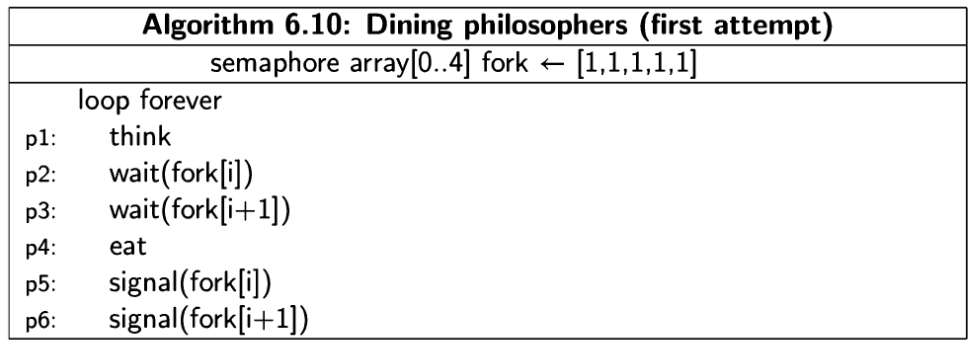 Algorithm 6.10: Dining philosophers (first attempt)
semaphore array[0..4] fork ← [1,1,1,1,1]
loop forever
p1: think
p2: wait(fork[i])
p3: wait(fork[i+1])
p4: eat
p5: signal(fork[i])
p6: signal(fork[i+1])